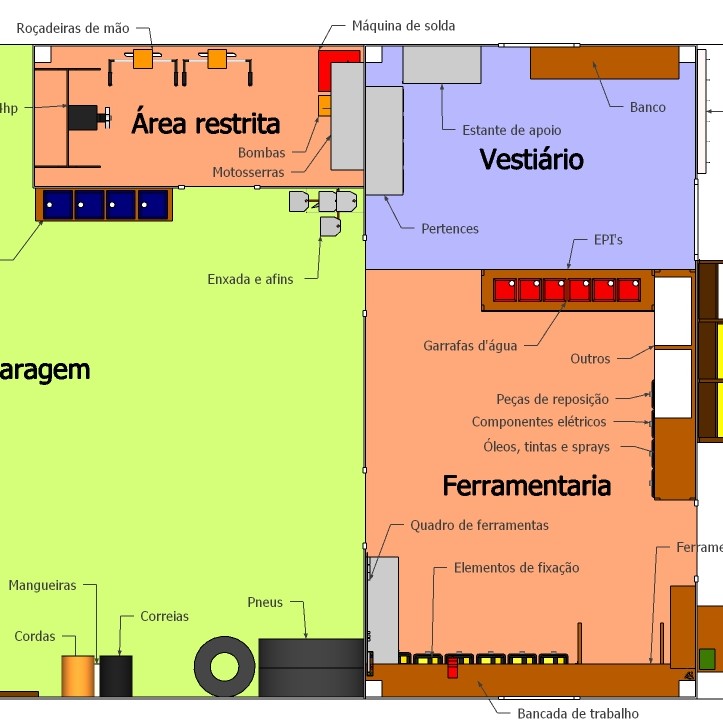 Roçadeiras de mão
Máquina de solda
4hp
Área restrita
Bombas
Motosserras
Estante de apoio
Banco
Vestiário
Pertences
EPI's
Enxada e afins
Garrafas d'água
Outros
aragem
Peças de reposição
Componentes elétricos
Óleos, tintas e sprays
Ferramentaria
Quadro de ferramentas
Ferrame
Elementos de fixação
Mangueiras
Correias
Pneus
Cordas
Bancada de trabalho